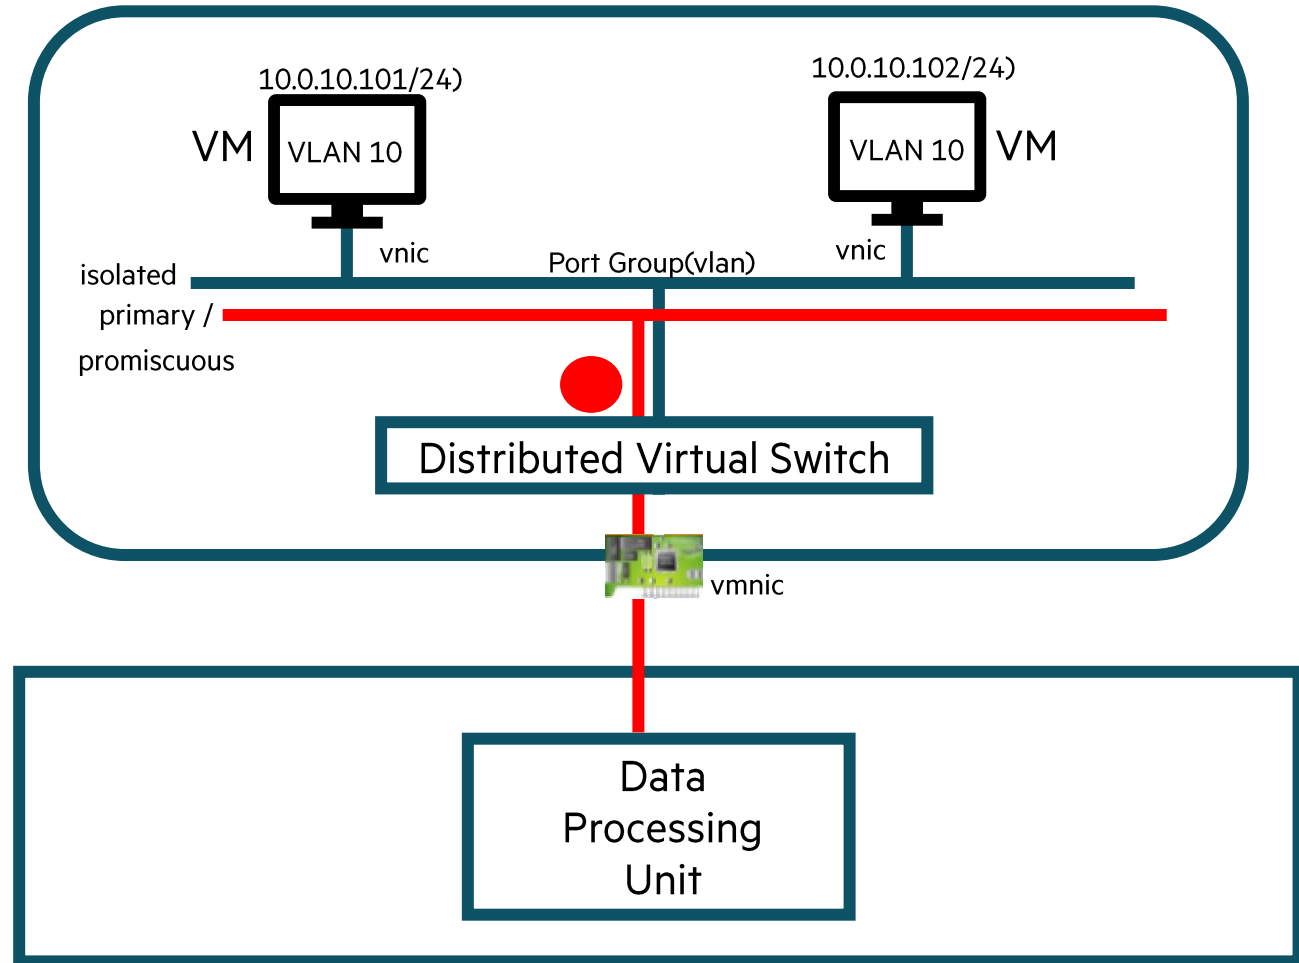 10.0.10.101/24)
10.0.10.102/24)
VM
VLAN 10
VLAN 10
VM
vnic
vnic
Port Group(vlan)
isolated
primary /
promiscuous
Distributed Virtual Switch
vmnic
Data
Processing
Unit